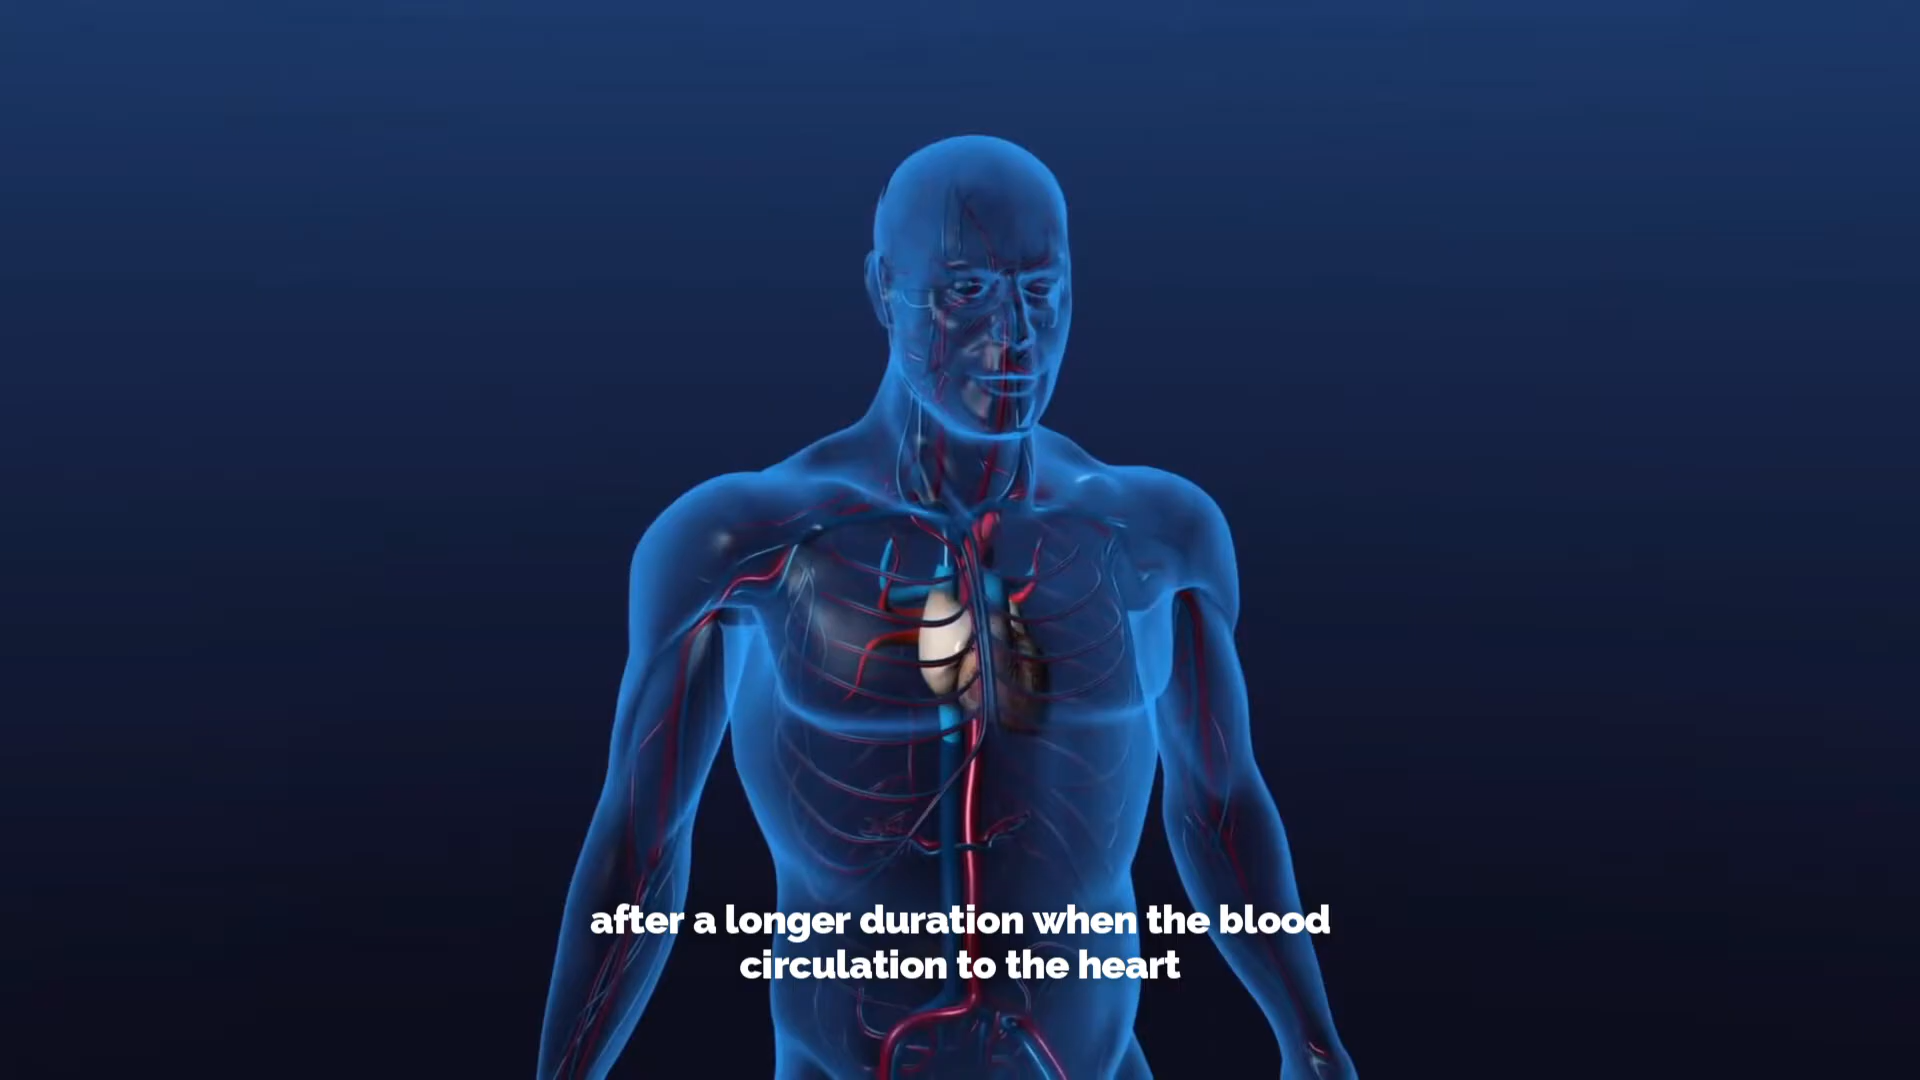 after a longer duration when the blood
circulation to the heart